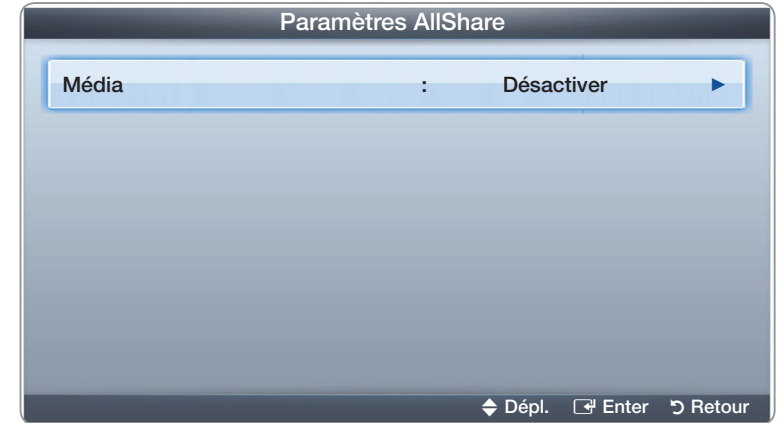 Paramètres AllShare
Média : Désactiver ►
Dépl. Enter Retour